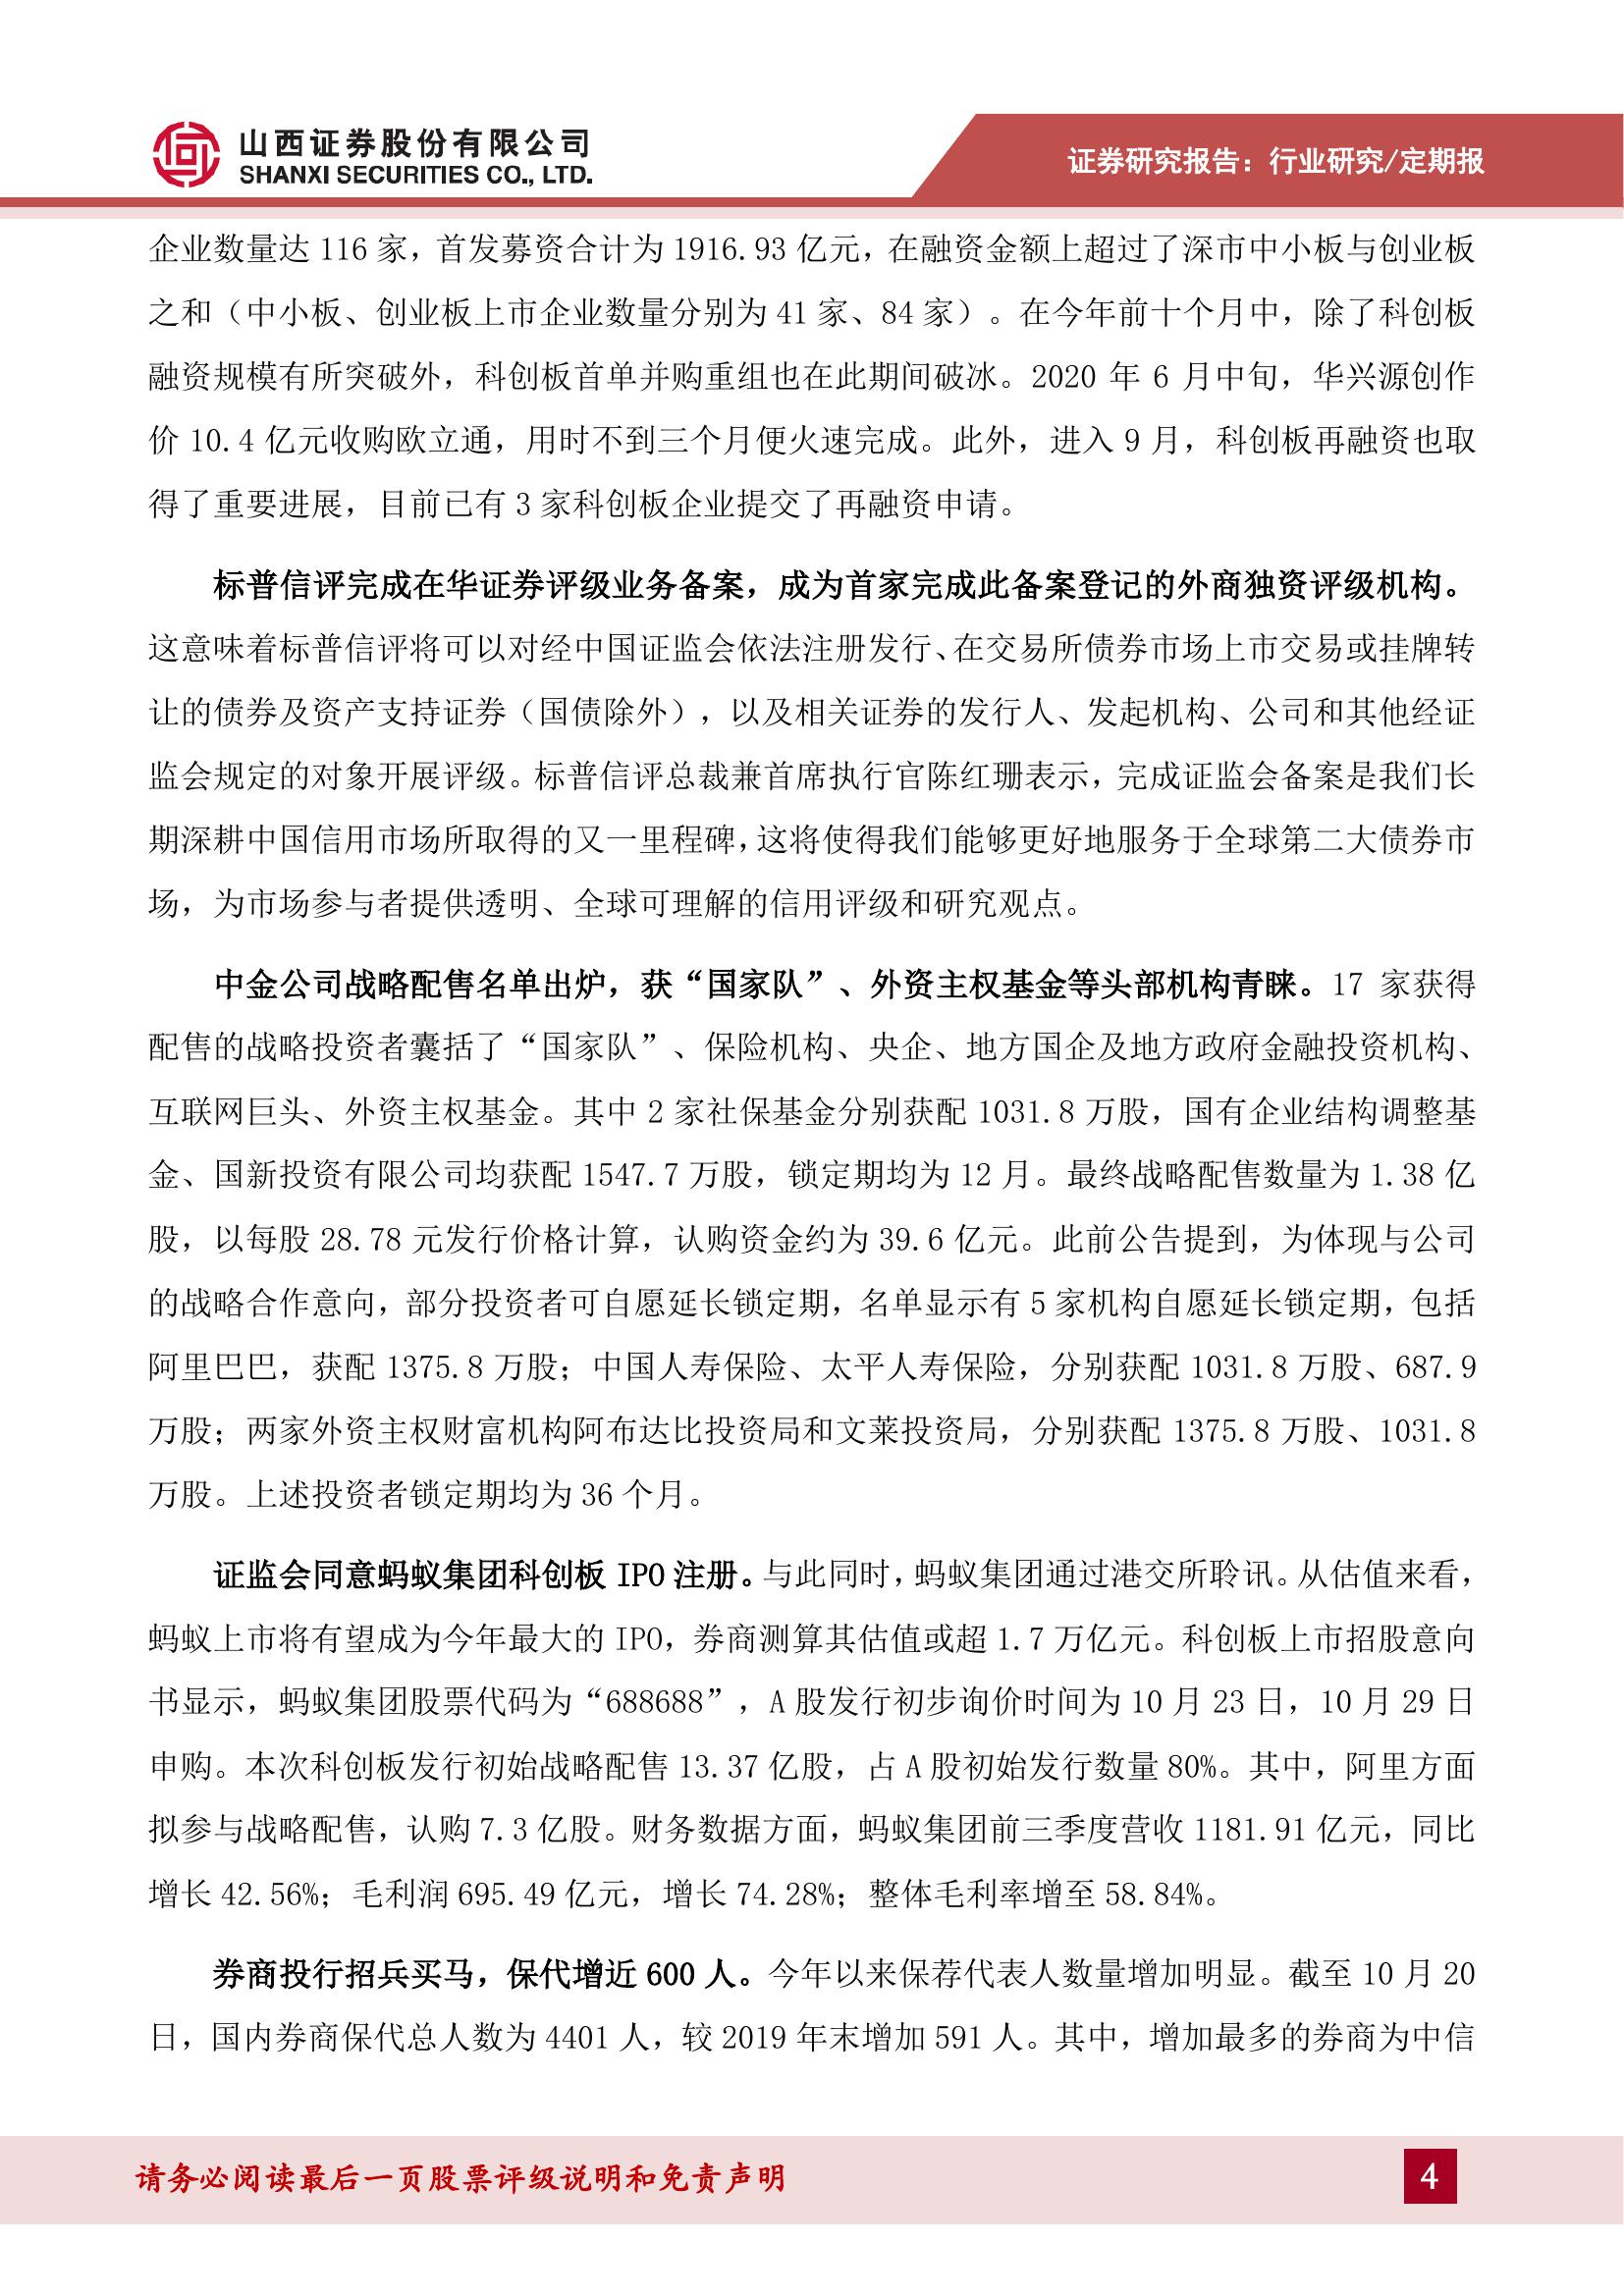 山西证券股份有限公司
SHANXI SECURITIES CO., LTD.
证券研究报告：行业研究/定期报
企业数量达 116 家，首发募资合计为 1916.93 亿元，在融资金额上超过了深市中小板与创业板
之和（中小板、创业板上市企业数量分别为 41 家、84 家）。在今年前十个月中，除了科创板
融资规模有所突破外，科创板首单并购重组也在此期间破冰。2020 年 6 月中旬，华兴源创作
价 10.4 亿元收购欧立通，用时不到三个月便火速完成。此外，进入 9 月，科创板再融资也取
得了重要进展，目前已有 3 家科创板企业提交了再融资申请。
标普信评完成在华证券评级业务备案，成为首家完成此备案登记的外商独资评级机构。
这意味着标普信评将可以对经中国证监会依法注册发行、在交易所债券市场上市交易或挂牌转
让的债券及资产支持证券（国债除外），以及相关证券的发行人、发起机构、公司和其他经证
监会规定的对象开展评级。标普信评总裁兼首席执行官陈红珊表示，完成证监会备案是我们长
期深耕中国信用市场所取得的又一里程碑，这将使得我们能够更好地服务于全球第二大债券市
场，为市场参与者提供透明、全球可理解的信用评级和研究观点。
中金公司战略配售名单出炉，获“国家队”、外资主权基金等头部机构青睐。17 家获得
配售的战略投资者囊括了“国家队”、保险机构、央企、地方国企及地方政府金融投资机构、
互联网巨头、外资主权基金。其中 2 家社保基金分别获配 1031.8 万股，国有企业结构调整基
金、国新投资有限公司均获配 1547.7 万股，锁定期均为 12 月。最终战略配售数量为 1.38 亿
股，以每股 28.78 元发行价格计算，认购资金约为 39.6 亿元。此前公告提到，为体现与公司
的战略合作意向，部分投资者可自愿延长锁定期，名单显示有 5 家机构自愿延长锁定期，包括
阿里巴巴，获配 1375.8 万股；中国人寿保险、太平人寿保险，分别获配 1031.8 万股、687.9
万股；两家外资主权财富机构阿布达比投资局和文莱投资局，分别获配 1375.8 万股、1031.8
万股。上述投资者锁定期均为 36 个月。
证监会同意蚂蚁集团科创板 IPO 注册。与此同时，蚂蚁集团通过港交所聆讯。从估值来看，
蚂蚁上市将有望成为今年最大的 IPO，券商测算其估值或超 1.7 万亿元。科创板上市招股意向
书显示，蚂蚁集团股票代码为“688688”，A 股发行初步询价时间为 10 月 23 日，10 月 29 日
申购。本次科创板发行初始战略配售 13.37 亿股，占 A 股初始发行数量 80%。其中，阿里方面
拟参与战略配售，认购 7.3 亿股。财务数据方面，蚂蚁集团前三季度营收 1181.91 亿元，同比
增长 42.56%；毛利润 695.49 亿元，增长 74.28%；整体毛利率增至 58.84%。
券商投行招兵买马，保代增近 600 人。今年以来保荐代表人数量增加明显。截至 10 月 20
日，国内券商保代总人数为 4401 人，较 2019 年末增加 591 人。其中，增加最多的券商为中信
请务必阅读最后一页股票评级说明和免责声明
4